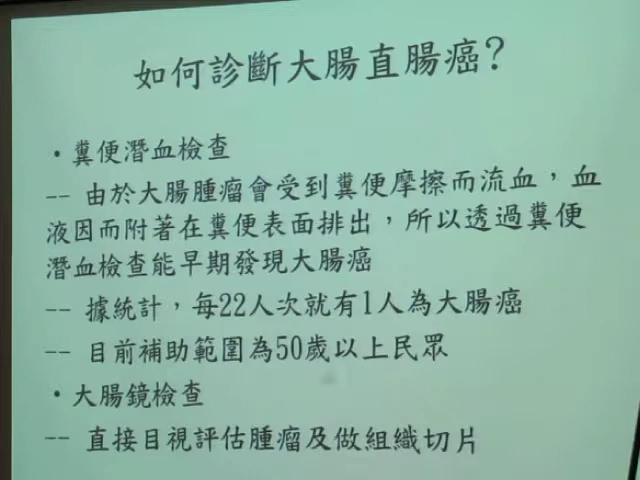 如何診斷大腸直腸癌?
・糞便潛血檢查
-- 由於大腸腫瘤會受到糞便摩擦而流血，血
液因而附著在糞便表面排出，所以透過糞便
潛血檢查能早期發現大腸癌
-- 據統計，每22人次就有1人為大腸癌
-- 目前補助範圍為50歲以上民眾
・大腸鏡檢查
-- 直接目視評估腫瘤及做組織切片